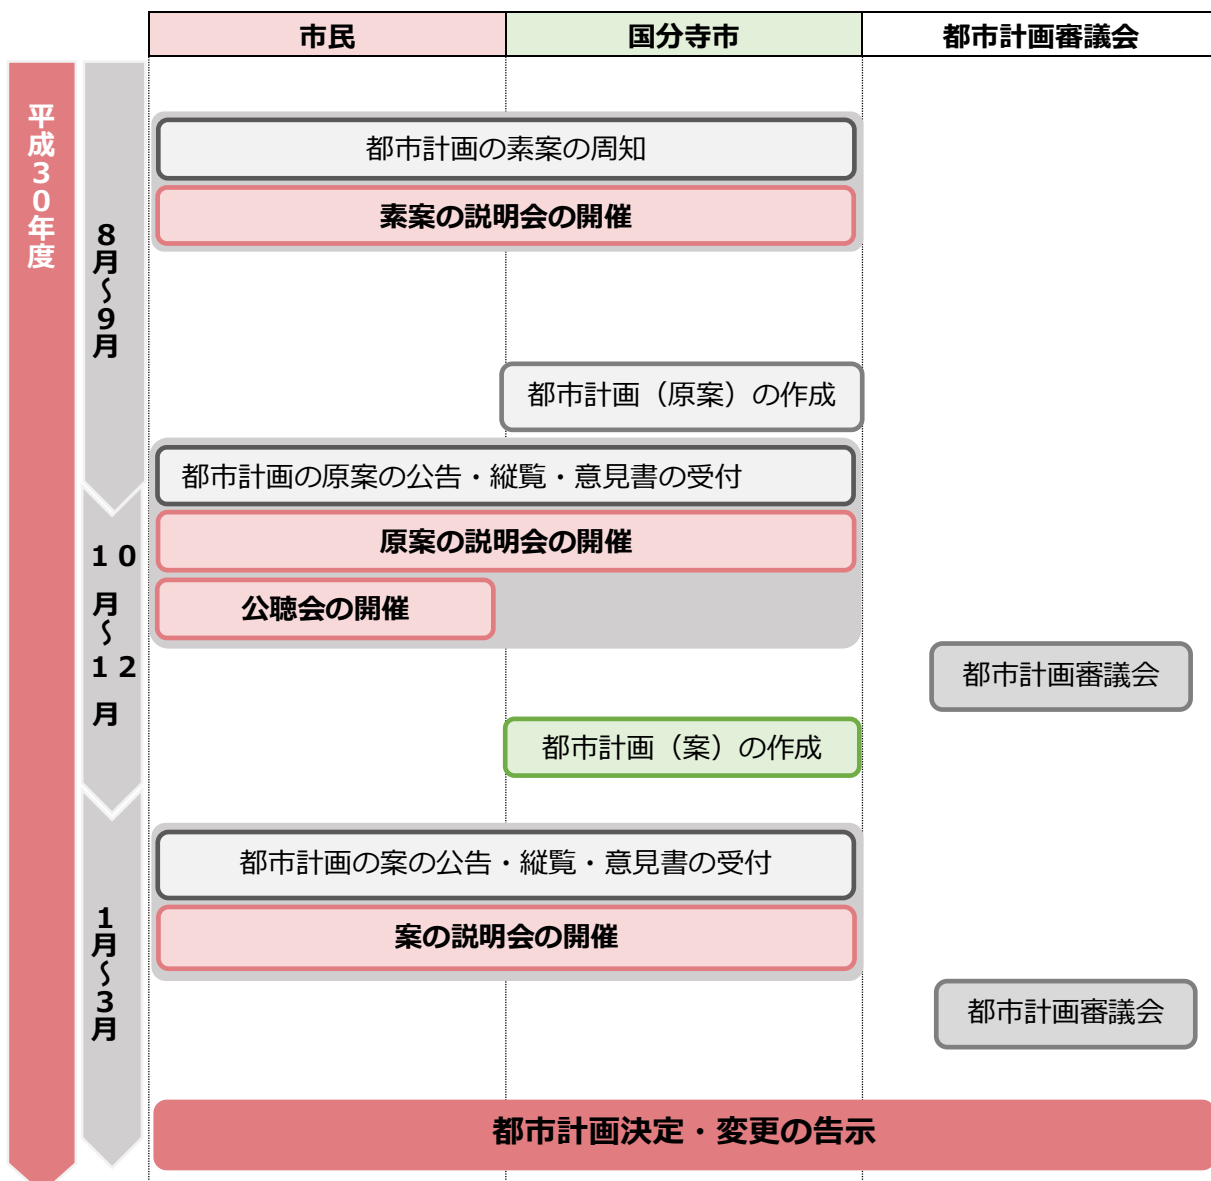 市民 国分寺市 都市計画審議会
平成30年度
8月～9月
都市計画の素案の周知
素案の説明会の開催
都市計画（原案）の作成
都市計画の原案の公告・縦覧・意見書の受付
10月～12月
原案の説明会の開催
公聴会の開催
都市計画審議会
都市計画（案）の作成
1月～3月
都市計画の案の公告・縦覧・意見書の受付
案の説明会の開催
都市計画審議会
都市計画決定・変更の告示